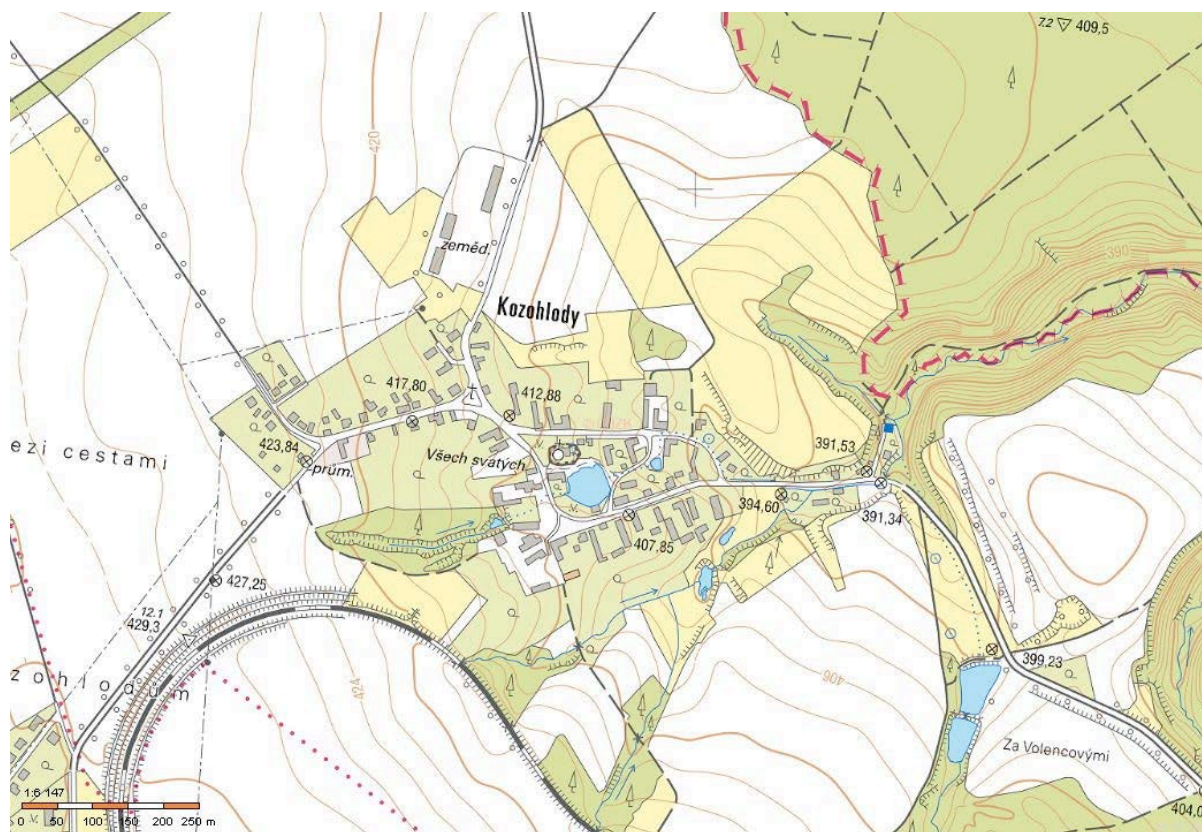 7.2 409,5
420
zeměd.
390
Kozohlody
417,80
412,88
423,84
391,53
ezi cestami
prům.
Všech svatých
394,60
391,34
407.85
427,25
12.1
429,3
399,23
zohlodům
424
406
Za Volencovými
1:6 147
404,0
0 50 100 150 200 250 m